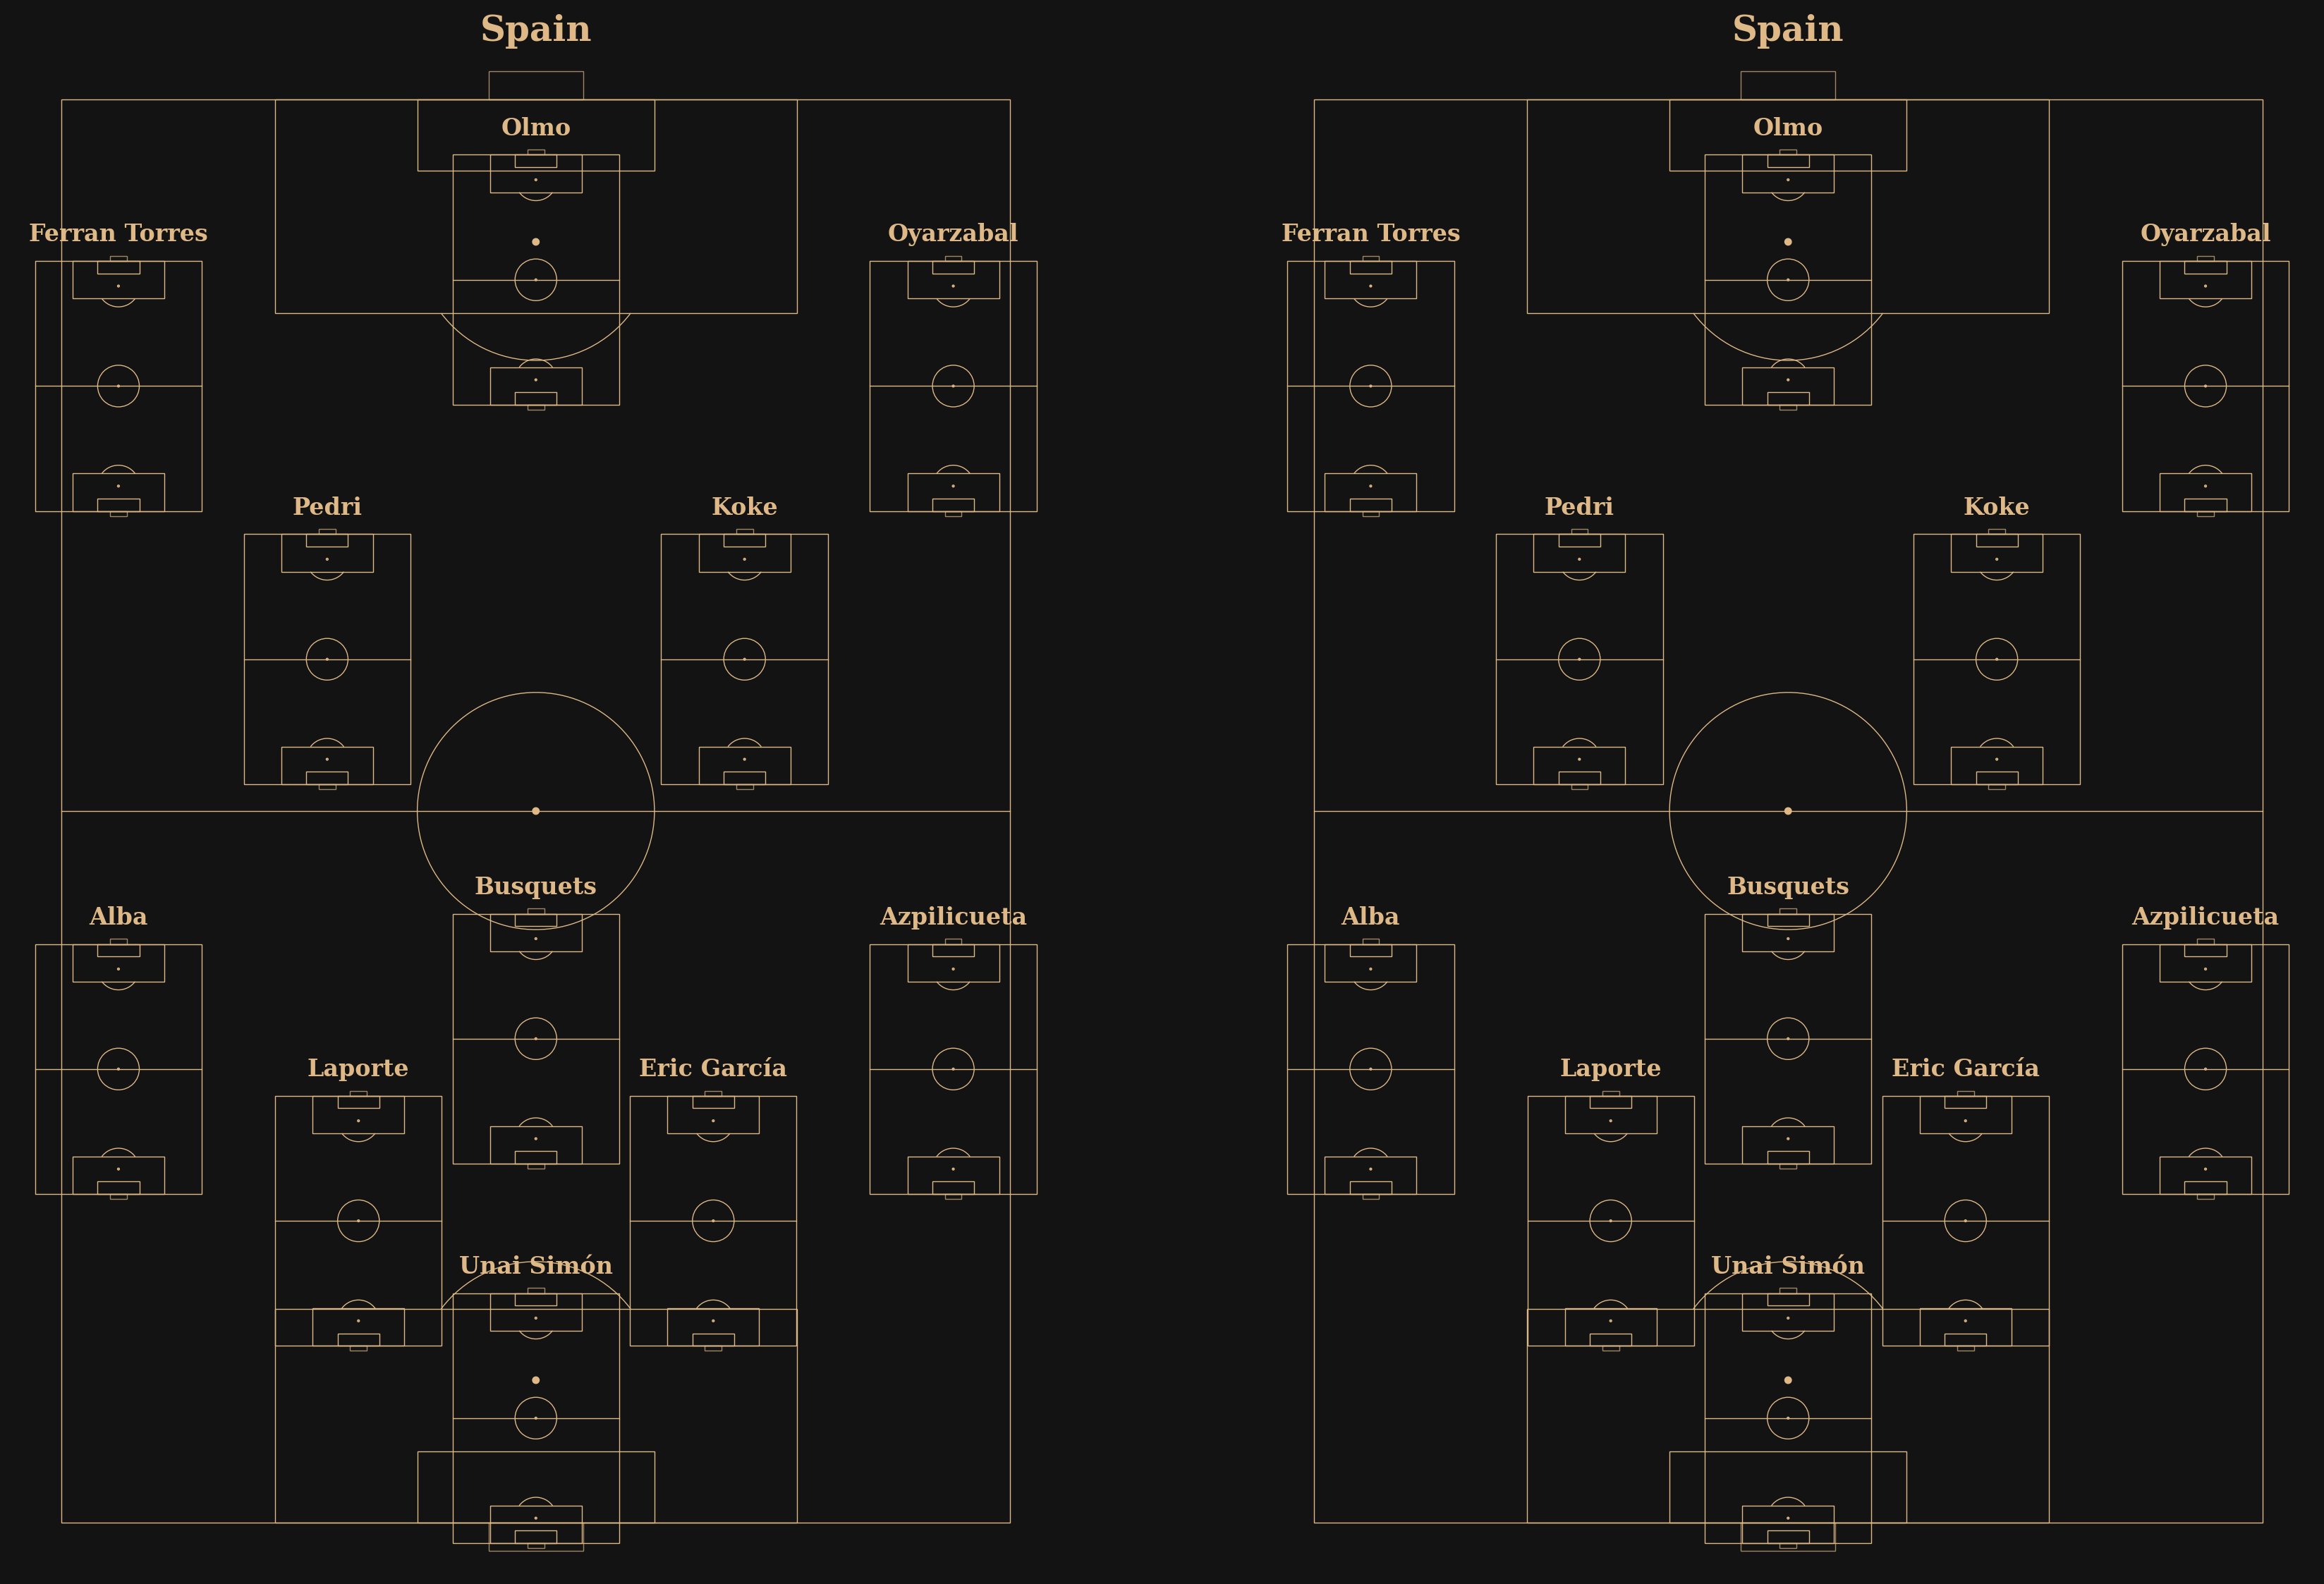 Spain
Olmo
Ferran Torres
Oyarzabal
Pedri
Koke
Busquets
Alba
Azpilicueta
Laporte
Eric García
Unai Simón
Spain
Olmo
Ferran Torres
Oyarzabal
Pedri
Koke
Busquets
Alba
Azpilicueta
Laporte
Eric García
Unai Simón